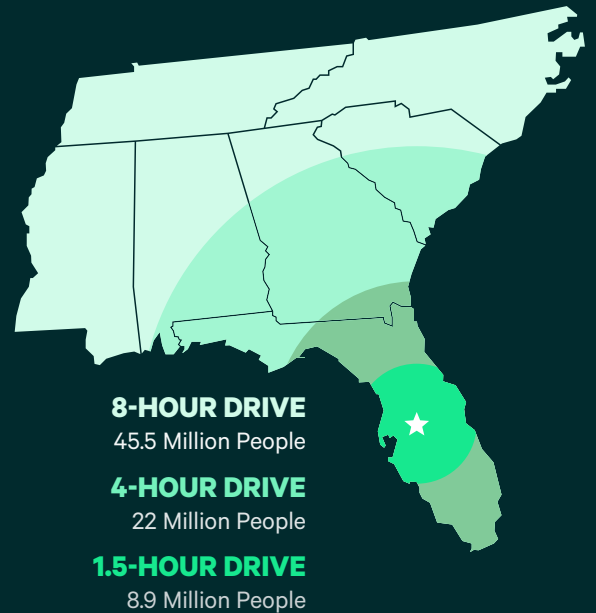 8-HOUR DRIVE
45.5 Million People
4-HOUR DRIVE
22 Million People
1.5-HOUR DRIVE
8.9 Million People